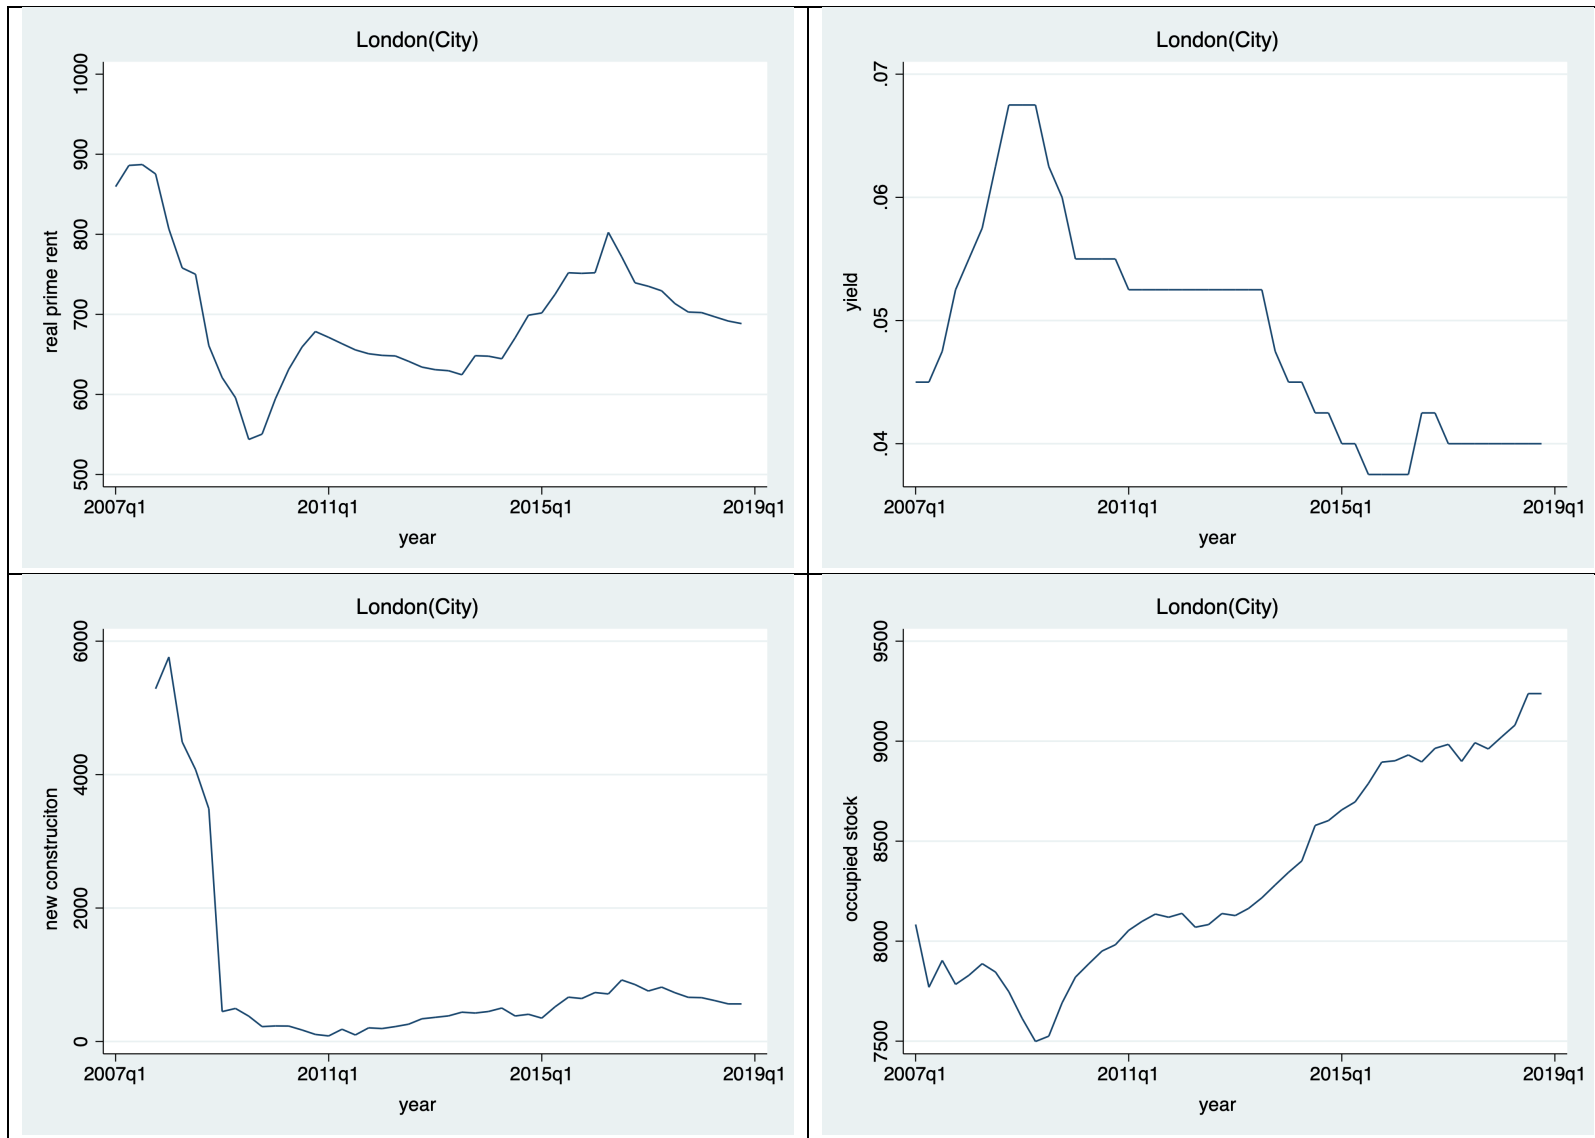 London(City)
real prime rent
1000
900
800
700
600
500
2007q1 2011q1 2015q1 2019q1
year
London(City)
yield
.07
.06
.05
.04
2007q1 2011q1 2015q1 2019q1
year
London(City)
new construciton
6000
4000
2000
0
2007q1 2011q1 2015q1 2019q1
year
London(City)
occupied stock
9500
9000
8500
8000
7500
2007q1 2011q1 2015q1 2019q1
year